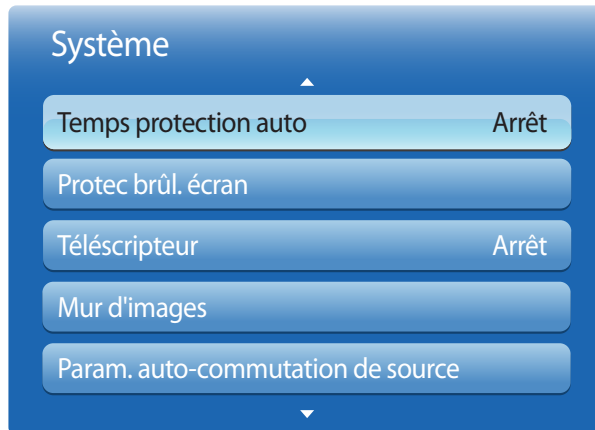 Système
Temps protection auto Arrêt
Protec brûl. écran
Téléscripteur Arrêt
Mur d'images
Param. auto-commutation de source